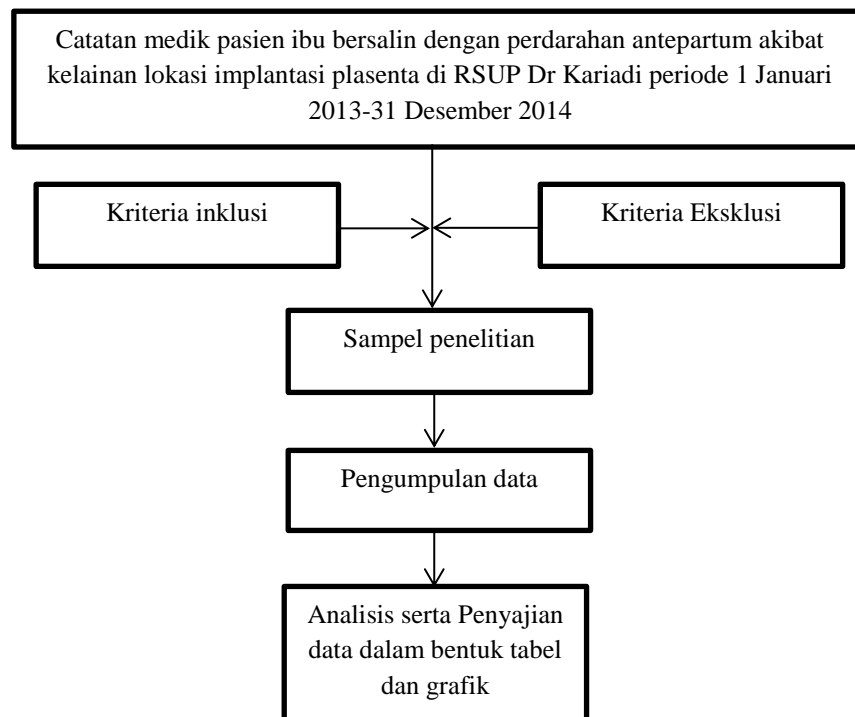 Catatan medik pasien ibu bersalin dengan perdarahan antepartum akibat
kelainan lokasi implantasi plasenta di RSUP Dr Kariadi periode 1 Januari
2013-31 Desember 2014
Kriteria inklusi
Kriteria Eksklusi
Sampel penelitian
Pengumpulan data
Analisis serta Penyajian
data dalam bentuk tabel
dan grafik